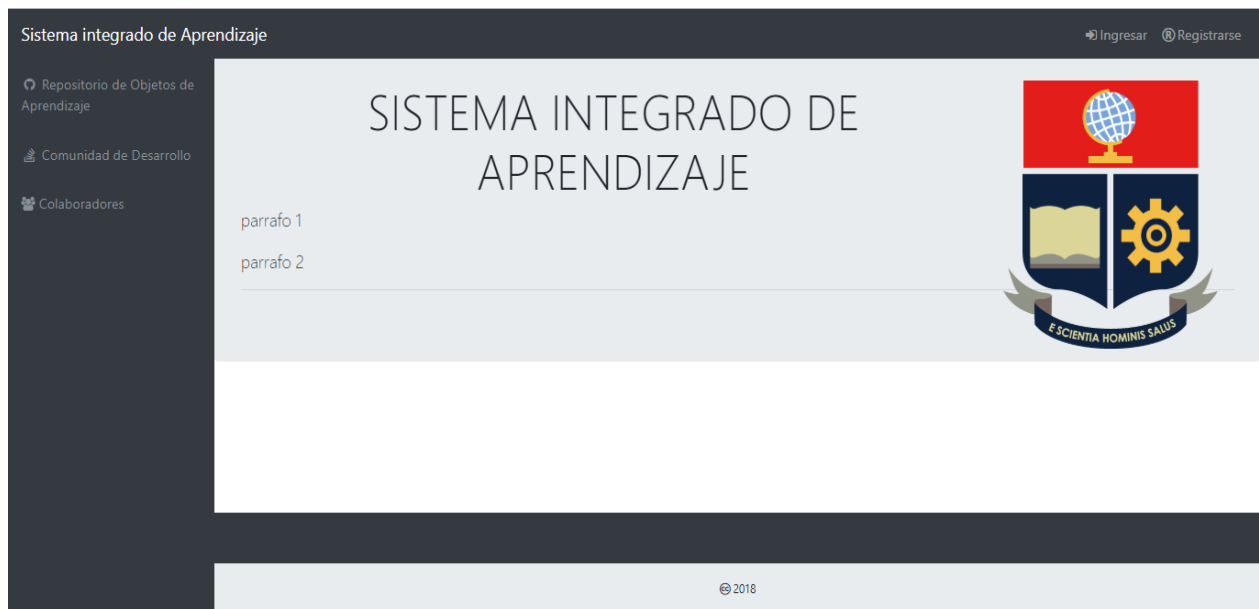 Sistema integrado de Aprendizaje
Ingresar
Registrarse
Repositorio de Objetos de
Aprendizaje
Comunidad de Desarrollo
Colaboradores
SISTEMA INTEGRADO DE
APRENDIZAJE
parrafo 1
parrafo 2
E SCIENTIA HOMINIS SALUS
2018